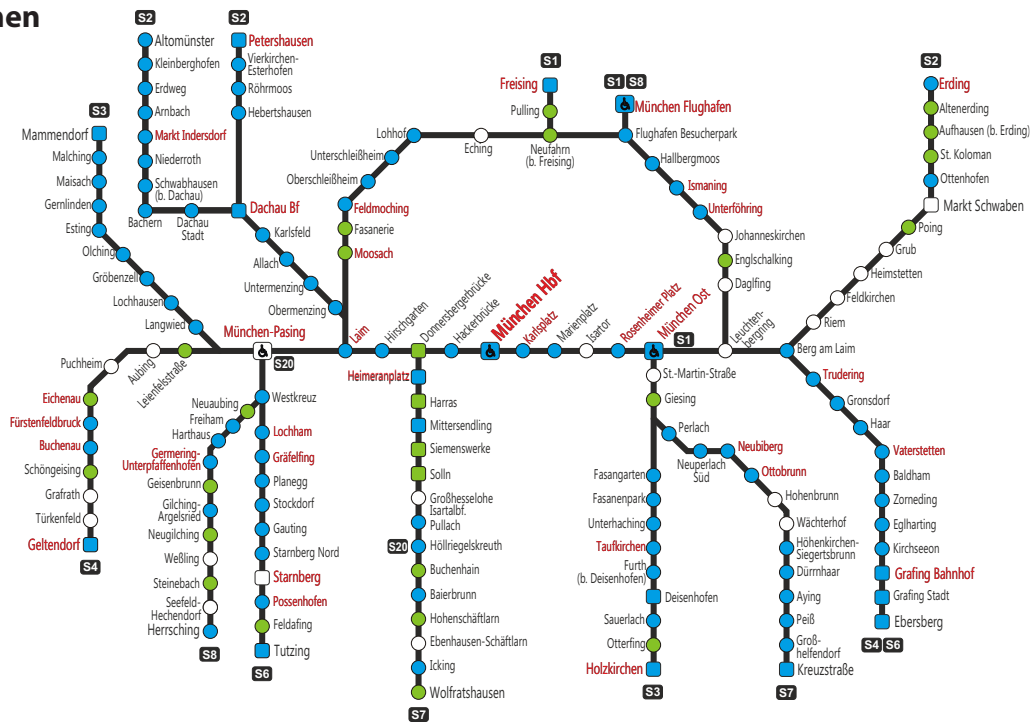 nen
S2
S2
Altomünster
Kleinberghofen
Erdweg
Arnbach
Markt Indersdorf
Niederroth
Schwabhausen
(b. Dachau)
Bachern
Dachau
Stadt
Petershausen
Vierkirchen-
Esterhofen
Röhrmoos
Hebertshausen
Dachau Bf
Karlsfeld
Allach
Untermenzing
Obermenzing
S3
Mammendorf
Malching
Maisach
Gernlinden
Esting
Olching
Gröbenzell
Lochhausen
Langwied
S1
Freising
Pulling
Neufahrn
(b. Freising)
Eching
Lohhof
Unterschleißheim
Oberschleißheim
Feldmoching
Fasanerie
Moosach
S1 S8
München Flughafen
Flughafen Besucherpark
Hallbergmoos
Ismaning
Unterföhring
Johanneskirchen
Englschalking
Daglfing
S2
Erding
Altenerding
Aufhausen (b. Erding)
St. Koloman
Ottenhofen
Markt Schwaben
Poing
Grub
Heimstetten
Feldkirchen
Riem
München-Pasing
S20
Laim
Hirschgarten
Donnersbergerbrücke
Hackerbrücke
München Hbf
Karlsplatz
Marienplatz
Isartor
Rosenheimer Platz
München Ost
S1
Leuchten-
bergring
Berg am Laim
Puchheim
Aubing
Leienfelsstraße
Eichenau
Fürstenfeldbruck
Buchenau
Schöngeising
Grafrath
Türkenfeld
Geltendorf
S4
Westkreuz
Neuaubing
Freiham
Harthaus
Germering-
Unterpfaffenhofen
Geisenbrunn
Gilching-
Argelsried
Neugilching
Weßling
Steinebach
Seefeld-
Hechendorf
Herrsching
S8
Lochham
Gräfelfing
Planegg
Stockdorf
Gauting
Starnberg Nord
Starnberg
Possenhofen
Feldafing
Tutzing
S6
Heimeranplatz
Harras
Mittersendling
Siemenswerke
Solln
Großhesselohe
Isartalbf.
Pullach
S20
Höllriegelskreuth
Buchenhain
Baierbrunn
Hohenschäftlarn
Ebenhausen-Schäftlarn
Icking
Wolfratshausen
S7
St.-Martin-Straße
Giesing
Fasangarten
Fasanenpark
Unterhaching
Taufkirchen
Furth
(b. Deisenhofen)
Deisenhofen
Sauerlach
Otterfing
Holzkirchen
S3
Perlach
Neuperlach
Süd
Neubiberg
Ottobrunn
Hohenbrunn
Wächterhof
Höhenkirchen-
Siegertsbrunn
Dürrnhaar
Aying
Peiß
Groß-
helfendorf
Kreuzstraße
S7
Trudering
Gronsdorf
Haar
Vaterstetten
Baldham
Zorneding
Eglharting
Kirchseeon
Grafing Bahnhof
Grafing Stadt
Ebersberg
S4 S6